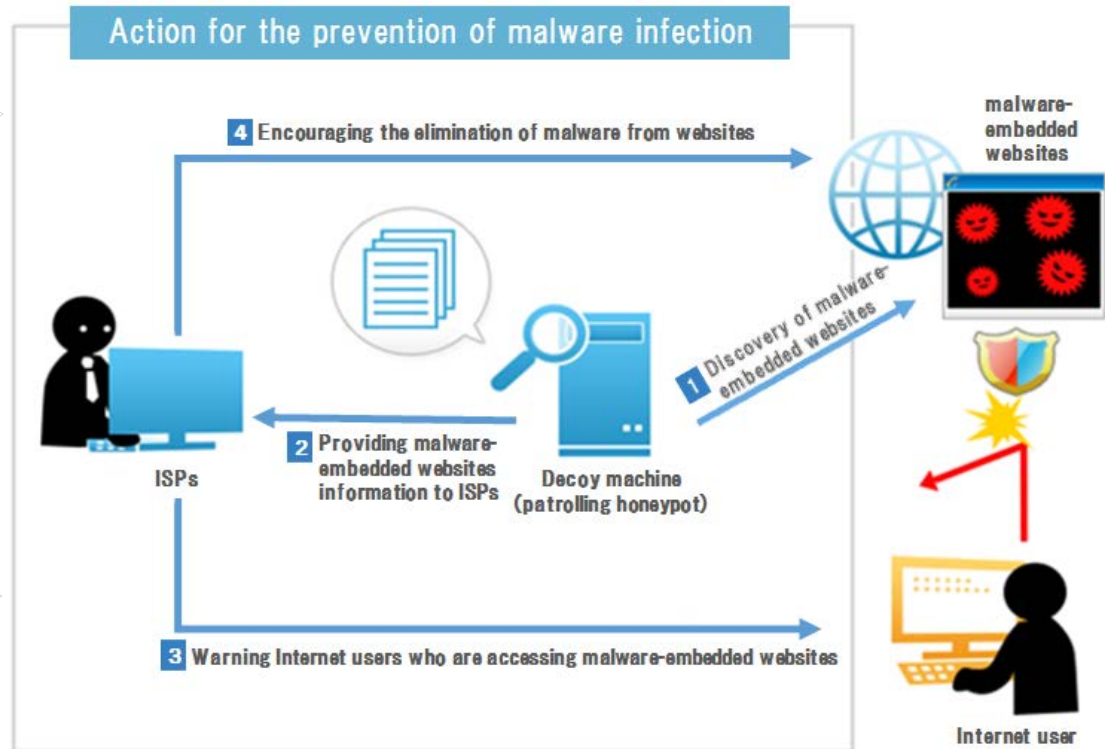 Action for the prevention of malware infection
malware-
embedded
websites
4 Encouraging the elimination of malware from websites
1 Discovery of malware-
embedded websites
ISPs
2 Providing malware-
embedded websites
information to ISPs
Decoy machine
(patrolling honeypot)
3 Warning Internet users who are accessing malware-embedded websites
Internet user